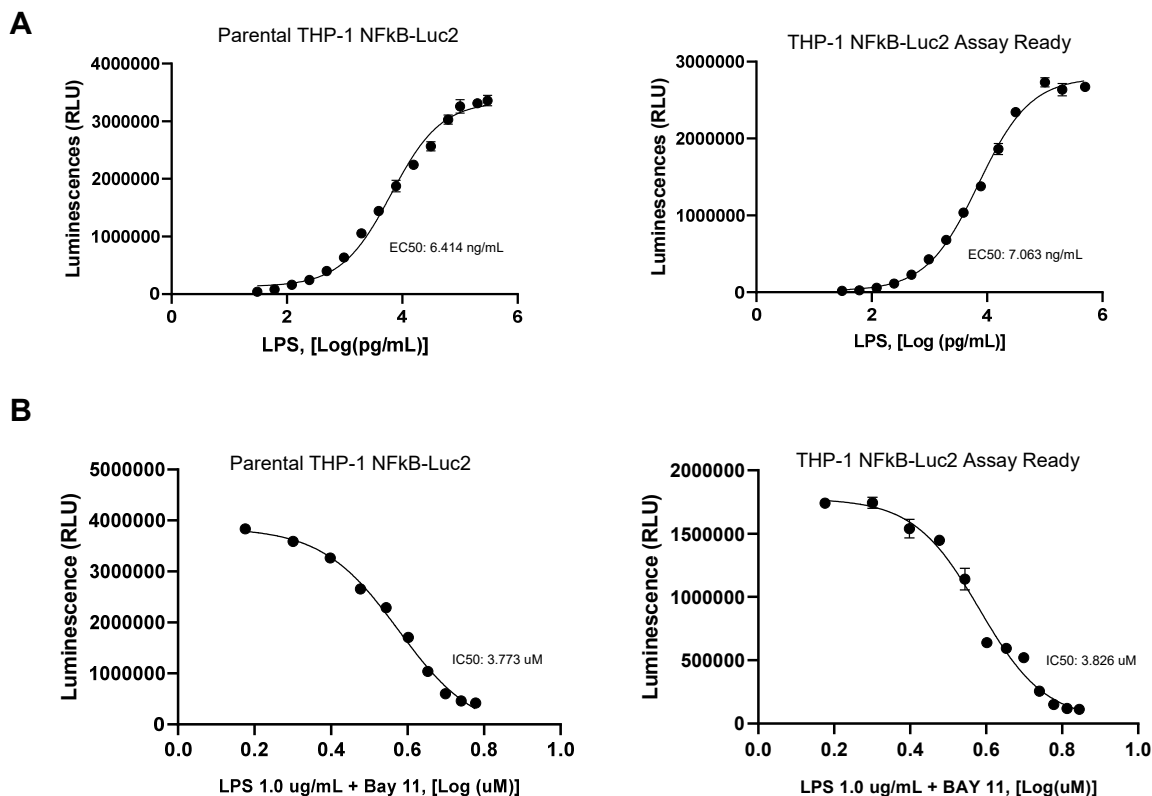 A
Parental THP-1 NFkB-Luc2
4000000
3000000
2000000
1000000
0
Luminescences (RLU)
EC50: 6.414 ng/mL
0 2 4 6
LPS, [Log(pg/mL)]
THP-1 NFkB-Luc2 Assay Ready
3000000
2000000
1000000
0
Luminescences (RLU)
EC50: 7.063 ng/mL
0 2 4 6
LPS, [Log (pg/mL)]
B
Parental THP-1 NFkB-Luc2
5000000
4000000
3000000
2000000
1000000
0
Luminescence (RLU)
IC50: 3.773 uM
0.0 0.2 0.4 0.6 0.8 1.0
LPS 1.0 ug/mL + Bay 11, [Log (uM)]
THP-1 NFkB-Luc2 Assay Ready
2000000
1500000
1000000
500000
0
Luminescence (RLU)
IC50: 3.826 uM
0.0 0.2 0.4 0.6 0.8 1.0
LPS 1.0 ug/mL + BAY 11, [Log(uM)]